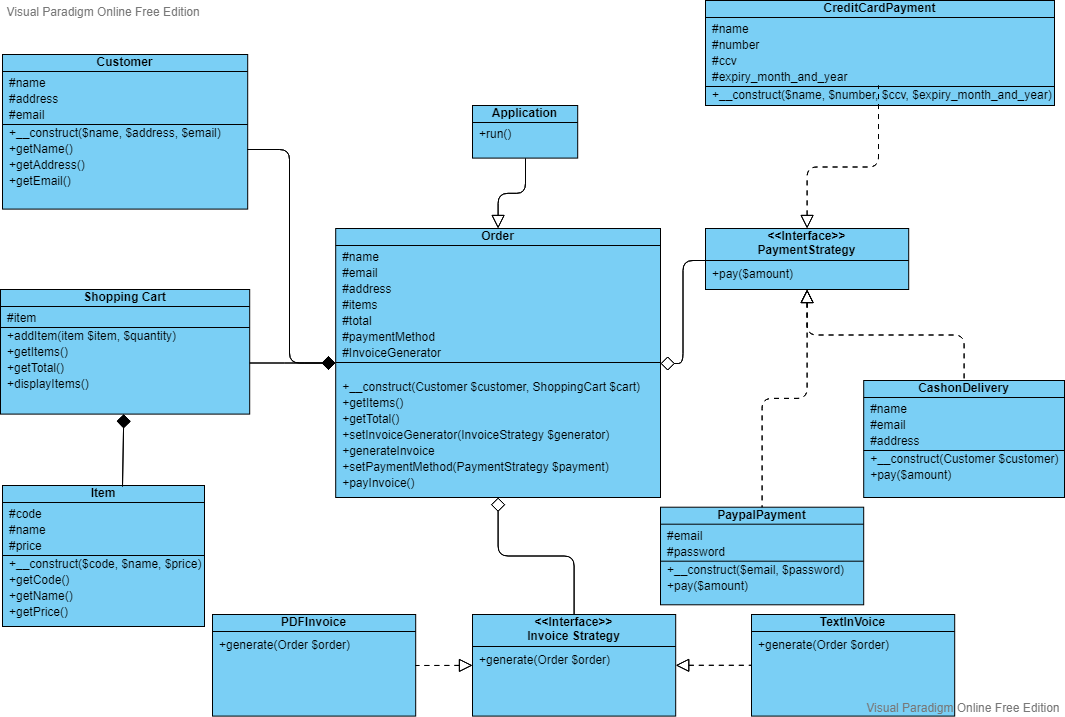 Visual Paradigm Online Free Edition
CreditCardPayment
#name
#number
#ccv
#expiry_month_and_year
+__construct($name, $number, $ccv, $expiry_month_and_year)
Customer
#name
#address
#email
+__construct($name, $address, $email)
+getName()
+getAddress()
+getEmail()
Application
+run()
Order
#name
#email
#address
#items
#total
#paymentMethod
#InvoiceGenerator
+__construct(Customer $customer, ShoppingCart $cart)
+getItems()
+getTotal()
+setInvoiceGenerator(InvoiceStrategy $generator)
+generateInvoice
+setPaymentMethod(PaymentStrategy $payment)
+payInvoice()
<<Interface>>
PaymentStrategy
+pay($amount)
Shopping Cart
#item
+addItem(item $item, $quantity)
+getItems()
+getTotal()
+displayItems()
CashonDelivery
#name
#email
#address
+__construct(Customer $customer)
+pay($amount)
Item
#code
#name
#price
+__construct($code, $name, $price)
+getCode()
+getName()
+getPrice()
PaypalPayment
#email
#password
+__construct($email, $password)
+pay($amount)
PDFInvoice
+generate(Order $order)
<<Interface>>
Invoice Strategy
+generate(Order $order)
TextInVoice
+generate(Order $order)
Visual Paradigm Online Free Edition